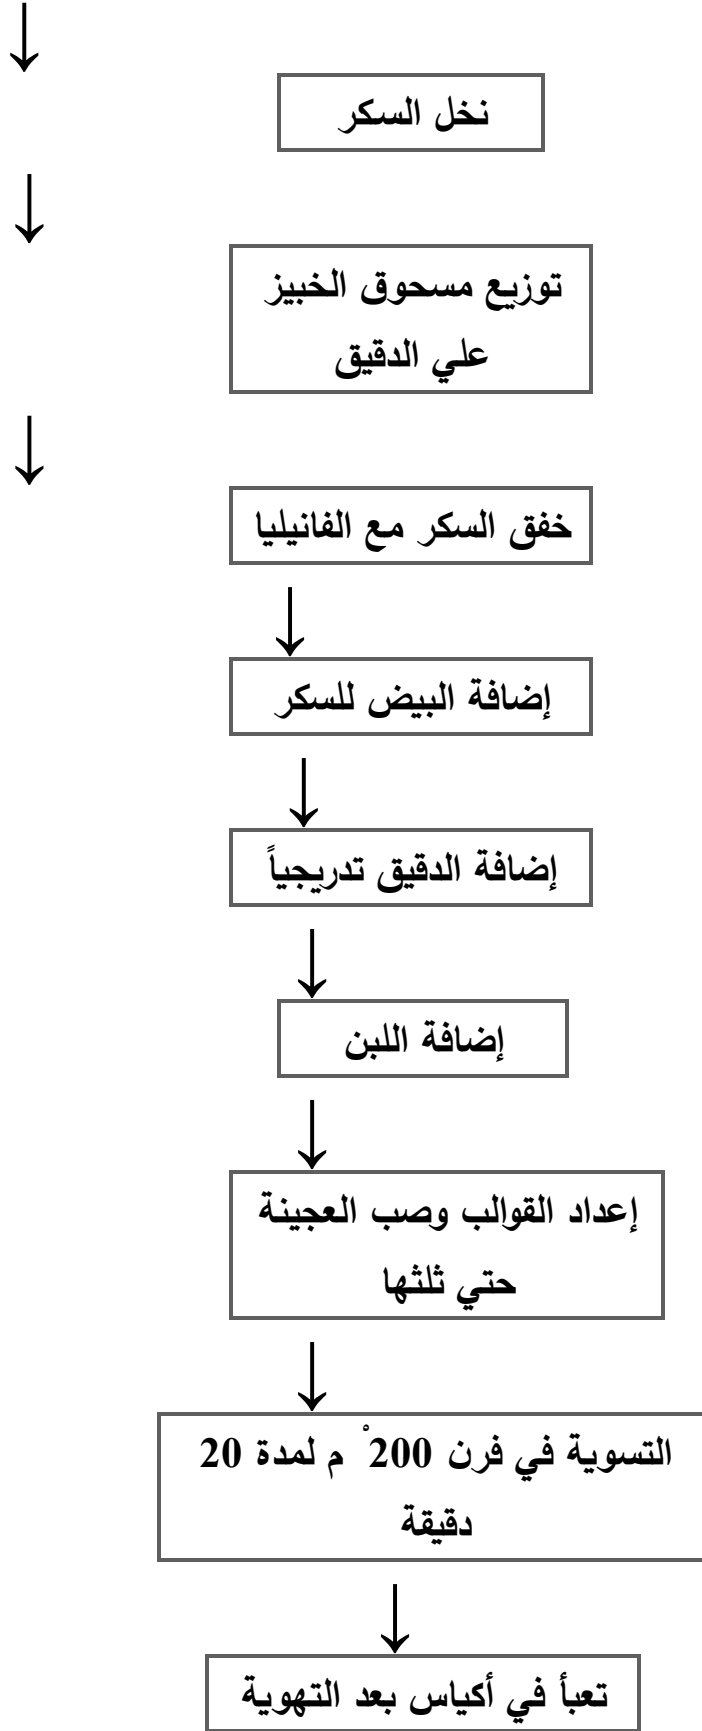 نخل السكر
توزيع مسحوق الخبيز
علي الدقيق
خفق السكر مع الفانيليا
إضافة البيض للسكر
إضافة الدقيق تدريجياً
إضافة اللبن
إعداد القوالب وصب العجينة
حتي ثلثها
التسوية في فرن 200 ْ م لمدة 20
دقيقة
تعبأ في أكياس بعد التهوية